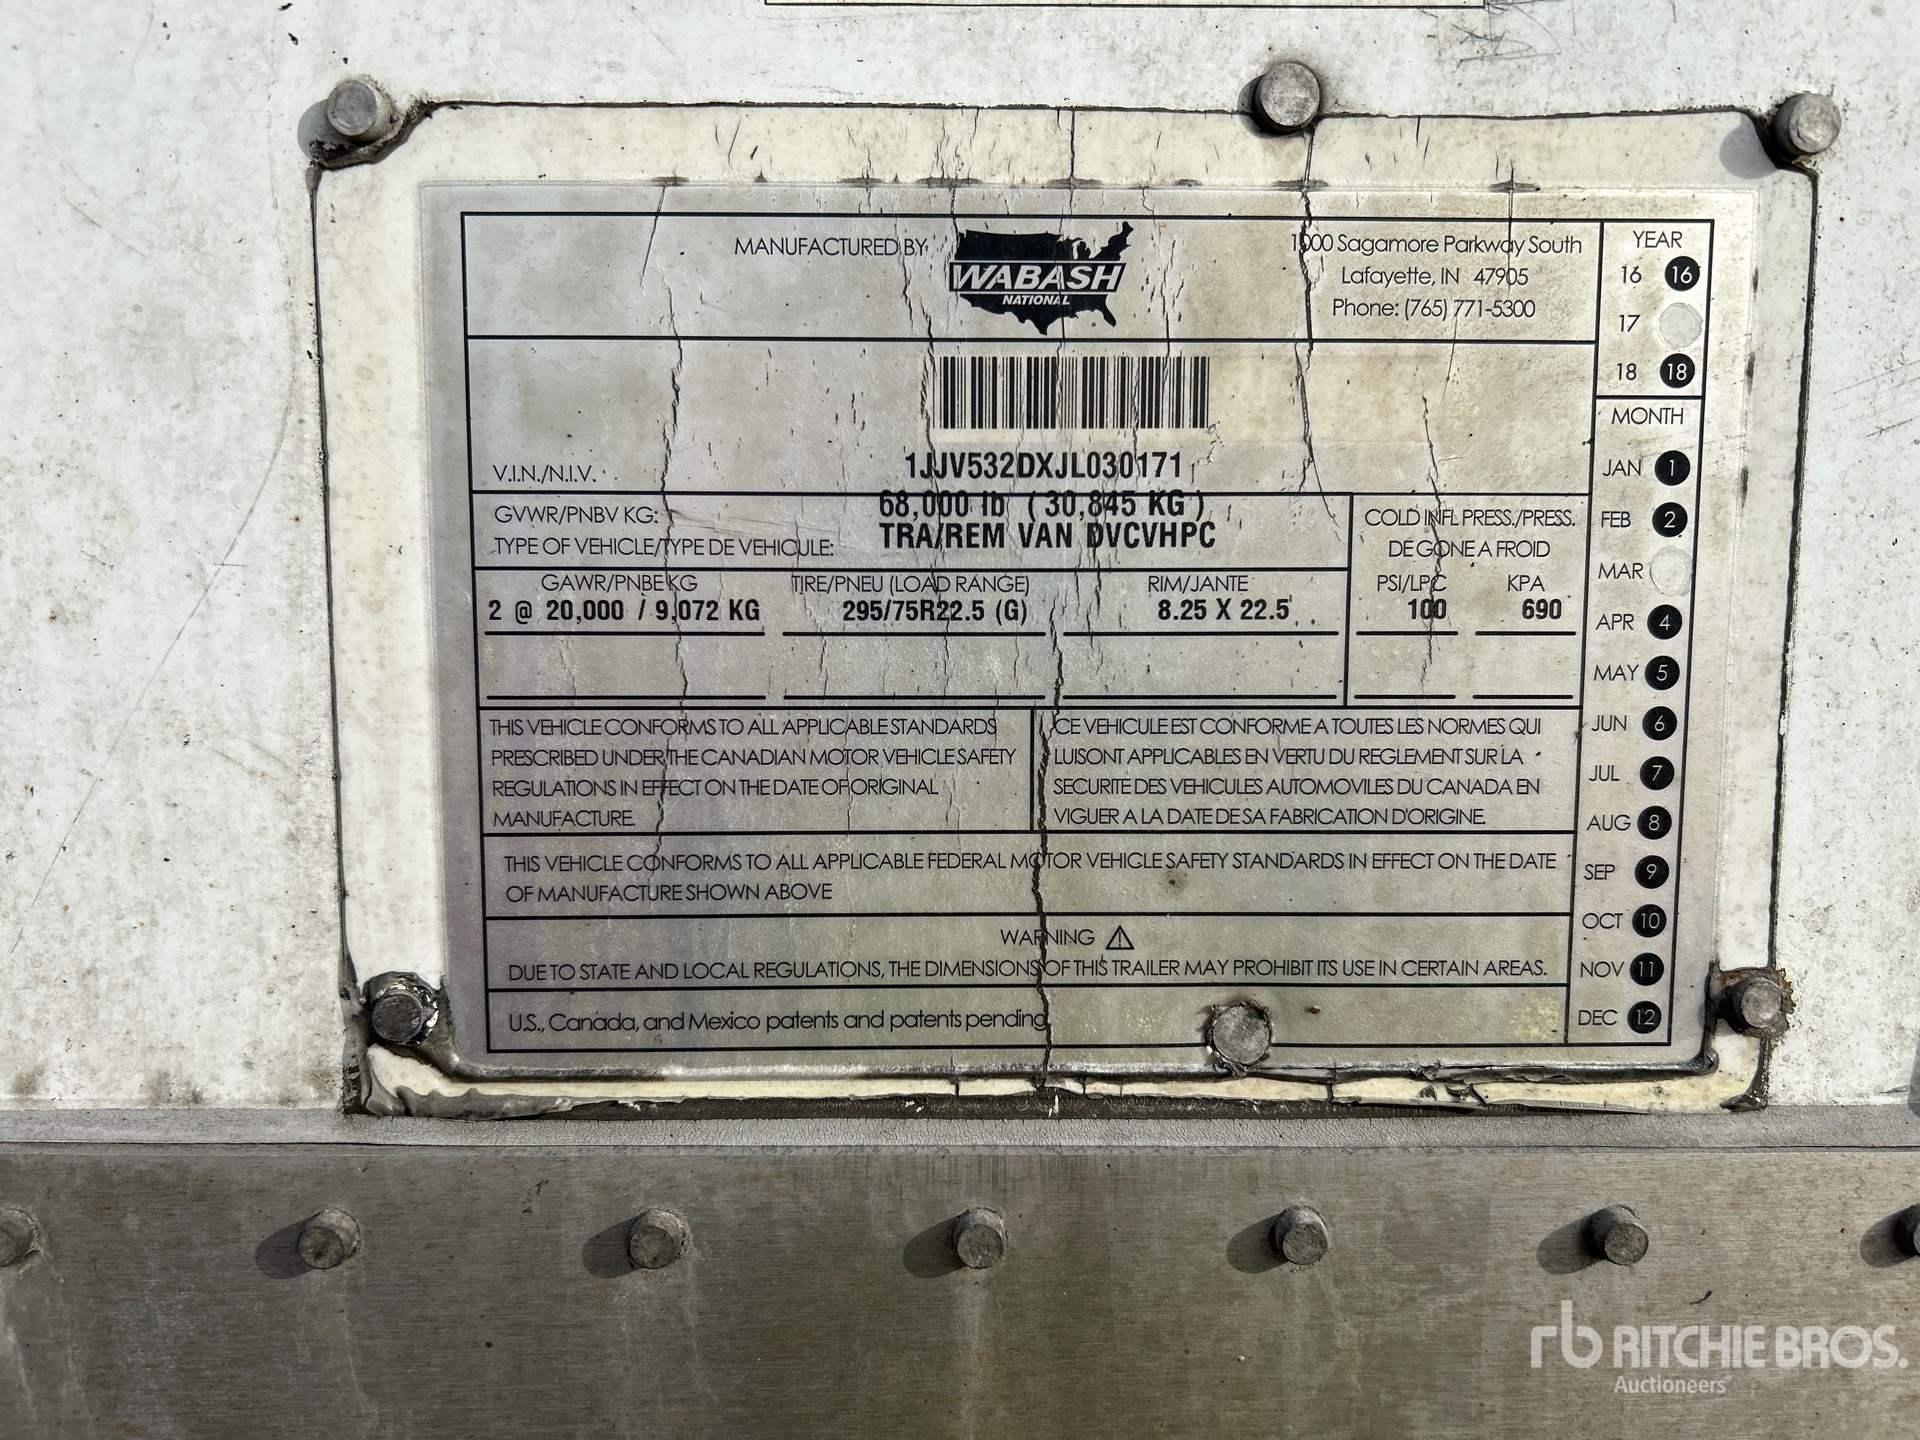 MANUFACTURED BY
WABASH
NATIONAL
1000 Sagamore Parkway South
Lafayette, IN 47905
Phone: (765) 771-5300
YEAR
16 16
17
18 18
V.I.N./N.I.V.
1JJV532DXJL030171
GVWR/PNBV KG: 68,000 lb ( 30,845 KG )
TYPE OF VEHICLE/TYPE DE VEHICULE: TRA/REM VAN DVCVHPC
COLD INFL PRESS./PRESS.
DE GONE A FROID
GAWR/PNBE KG TIRE/PNEU (LOAD RANGE) RIM/JANTE PSI/LPC KPA
2 @ 20,000 / 9,072 KG 295/75R22.5 (G) 8.25 X 22.5 100 690
THIS VEHICLE CONFORMS TO ALL APPLICABLE STANDARDS
PRESCRIBED UNDER THE CANADIAN MOTOR VEHICLE SAFETY
REGULATIONS IN EFFECT ON THE DATE OF ORIGINAL
MANUFACTURE.
CE VEHICULE EST CONFORME A TOUTES LES NORMES QUI
LUISONT APPLICABLES EN VERTU DU REGLEMENT SUR LA
SECURITE DES VEHICULES AUTOMOVILES DU CANADA EN
VIGUER A LA DATE DE SA FABRICATION D'ORIGINE.
THIS VEHICLE CONFORMS TO ALL APPLICABLE FEDERAL MOTOR VEHICLE SAFETY STANDARDS IN EFFECT ON THE DATE
OF MANUFACTURE SHOWN ABOVE
WARNING
DUE TO STATE AND LOCAL REGULATIONS, THE DIMENSIONS OF THIS TRAILER MAY PROHIBIT ITS USE IN CERTAIN AREAS.
U.S., Canada, and Mexico patents and patents pending
MONTH
JAN 1
FEB 2
MAR
APR 4
MAY 5
JUN 6
JUL 7
AUG 8
SEP 9
OCT 10
NOV 11
DEC 12
rb RITCHIE BROS.
Auctioneers